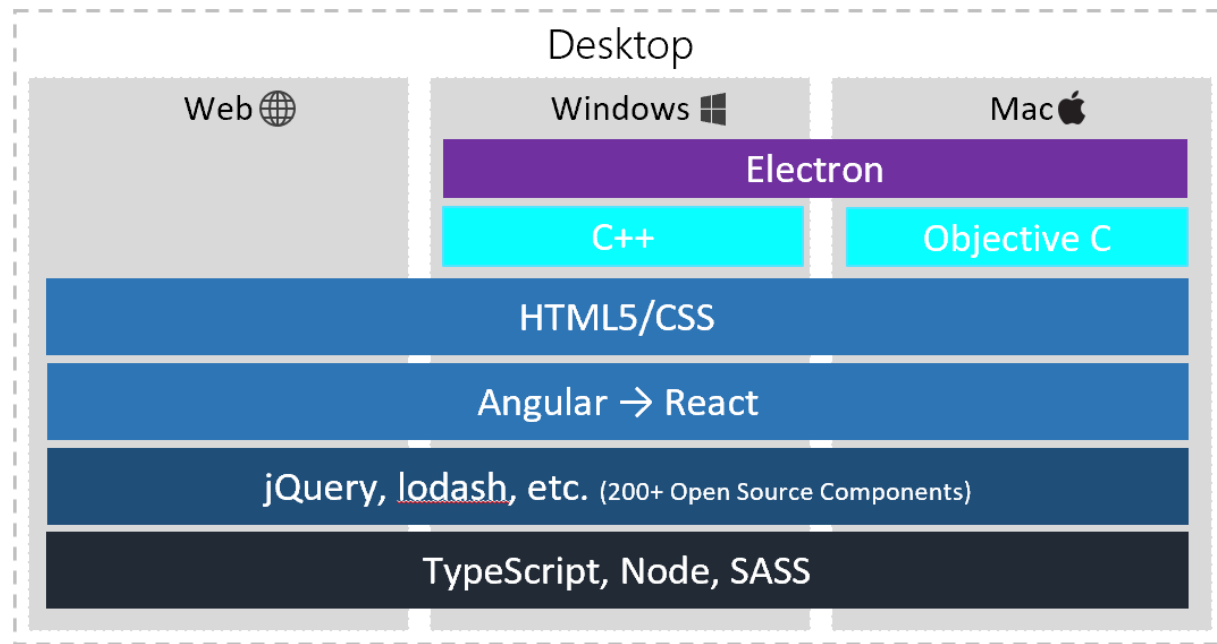 Desktop
Web
Windows
Mac
Electron
C++
Objective C
HTML5/CSS
Angular → React
jQuery, lodash, etc. (200+ Open Source Components)
TypeScript, Node, SASS